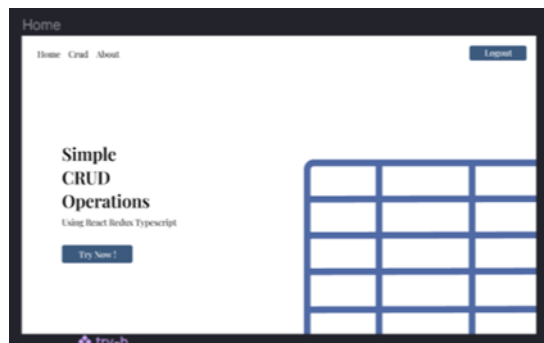 Home
Home Crud About
Logout
Simple
CRUD
Operations
Using React Redux Typescript
Try Now !